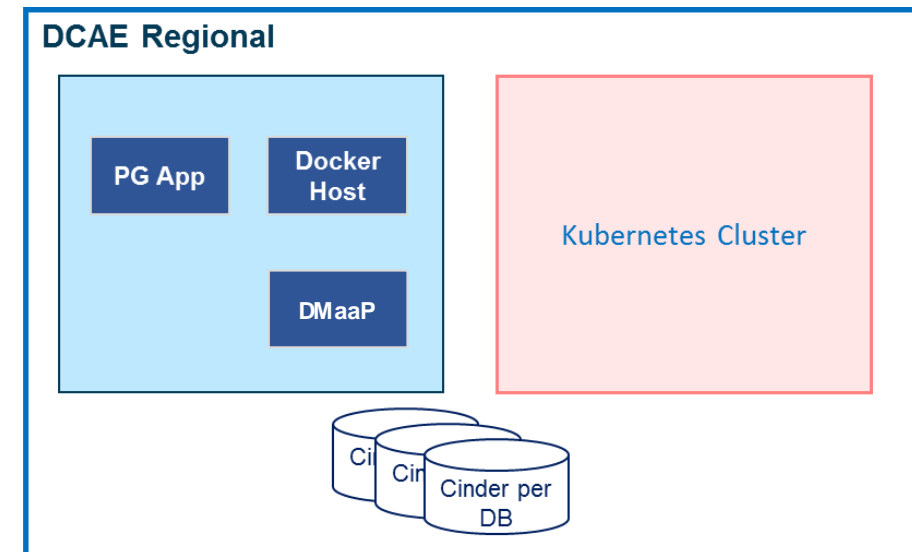 DCAE Regional
PG App
Docker
Host
DMaaP
Kubernetes Cluster
Cinder per
DB